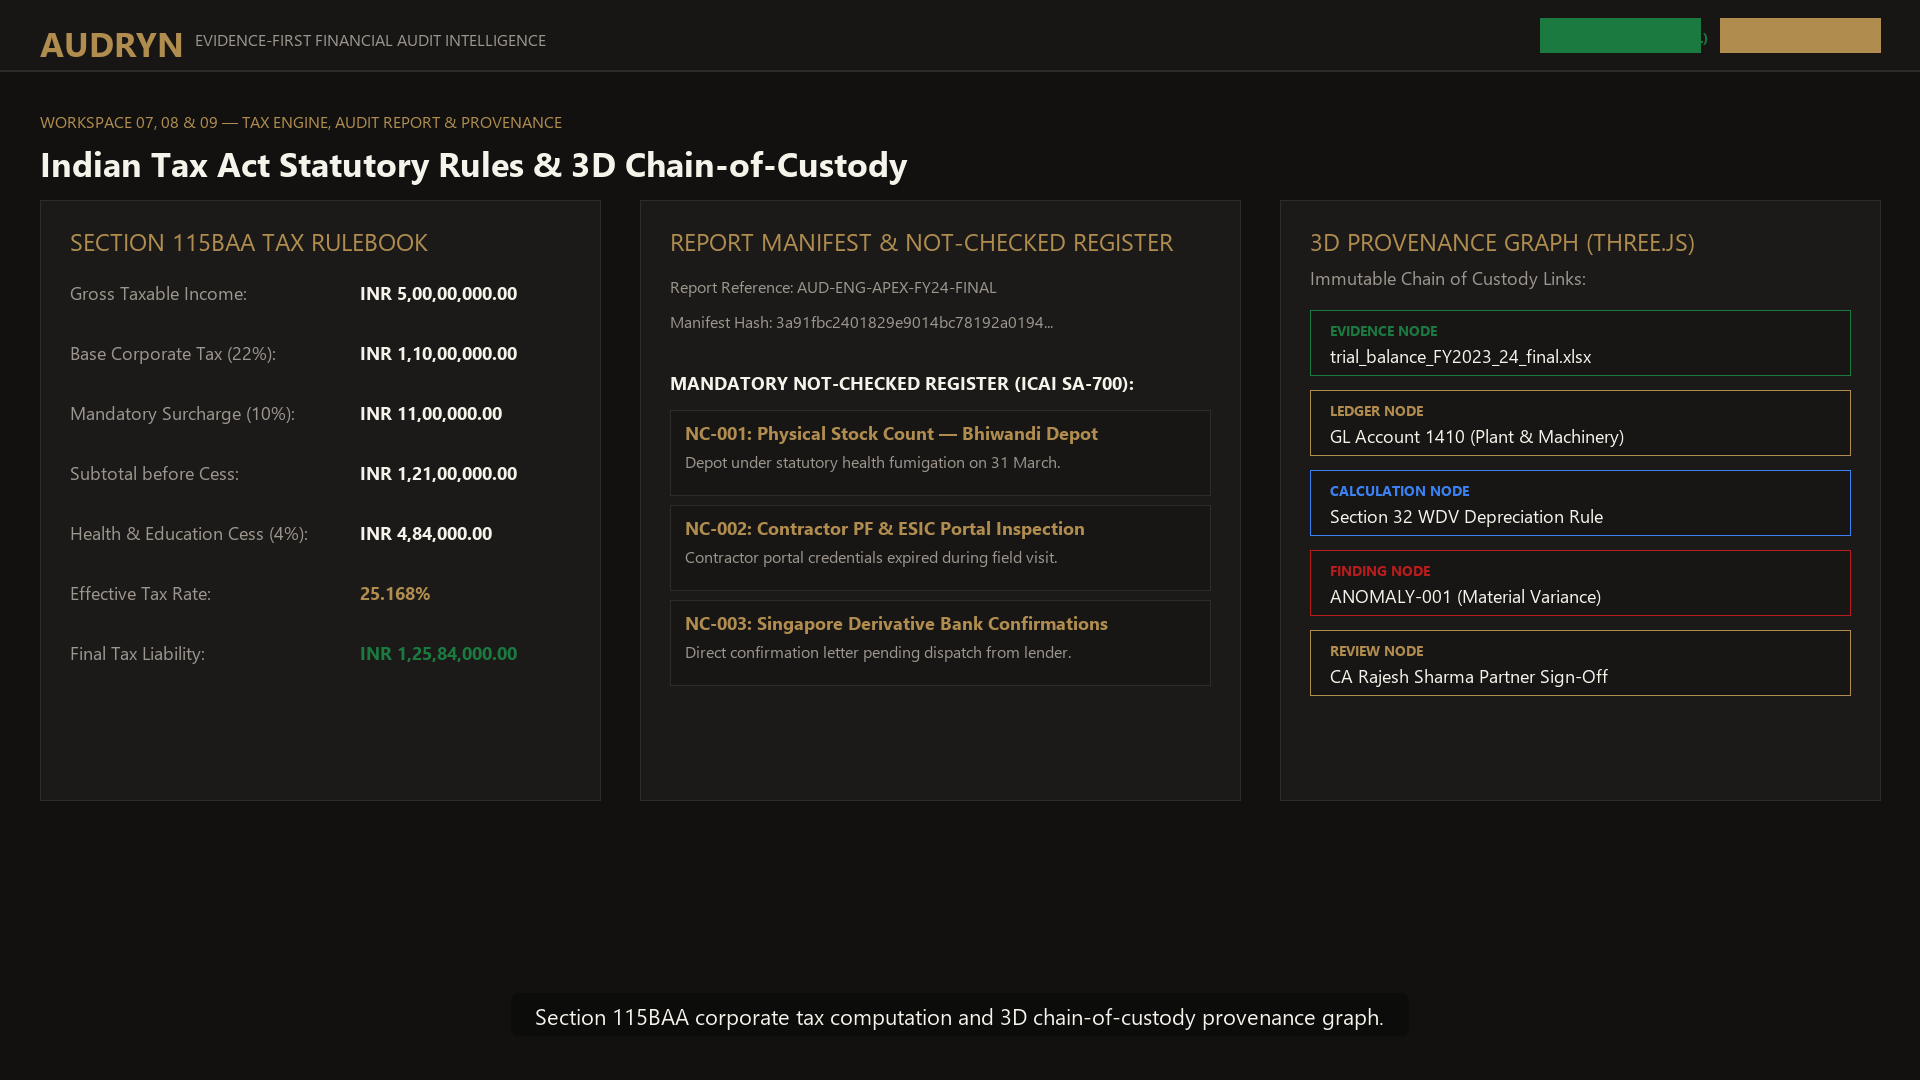 AUDRYN EVIDENCE-FIRST FINANCIAL AUDIT INTELLIGENCE
WORKSPACE 07, 08 & 09 — TAX ENGINE, AUDIT REPORT & PROVENANCE
Indian Tax Act Statutory Rules & 3D Chain-of-Custody
SECTION 115BAA TAX RULEBOOK
Gross Taxable Income: INR 5,00,00,000.00
Base Corporate Tax (22%): INR 1,10,00,000.00
Mandatory Surcharge (10%): INR 11,00,000.00
Subtotal before Cess: INR 1,21,00,000.00
Health & Education Cess (4%): INR 4,84,000.00
Effective Tax Rate: 25.168%
Final Tax Liability: INR 1,25,84,000.00
REPORT MANIFEST & NOT-CHECKED REGISTER
Report Reference: AUD-ENG-APEX-FY24-FINAL
Manifest Hash: 3a91fbc2401829e9014bc78192a0194...
MANDATORY NOT-CHECKED REGISTER (ICAI SA-700):
NC-001: Physical Stock Count — Bhiwandi Depot
Depot under statutory health fumigation on 31 March.
NC-002: Contractor PF & ESIC Portal Inspection
Contractor portal credentials expired during field visit.
NC-003: Singapore Derivative Bank Confirmations
Direct confirmation letter pending dispatch from lender.
3D PROVENANCE GRAPH (THREE.JS)
Immutable Chain of Custody Links:
EVIDENCE NODE
trial_balance_FY2023_24_final.xlsx
LEDGER NODE
GL Account 1410 (Plant & Machinery)
CALCULATION NODE
Section 32 WDV Depreciation Rule
FINDING NODE
ANOMALY-001 (Material Variance)
REVIEW NODE
CA Rajesh Sharma Partner Sign-Off
Section 115BAA corporate tax computation and 3D chain-of-custody provenance graph.